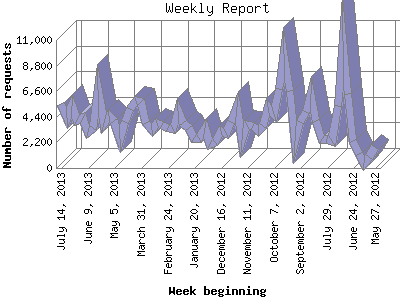 Weekly Report
Number of requests
11,000
8,800
6,600
4,400
2,200
0
July 14, 2013
June 9, 2013
May 5, 2013
March 31, 2013
February 24, 2013
January 20, 2013
December 16, 2012
November 11, 2012
October 7, 2012
September 2, 2012
July 29, 2012
June 24, 2012
May 27, 2012
Week beginning